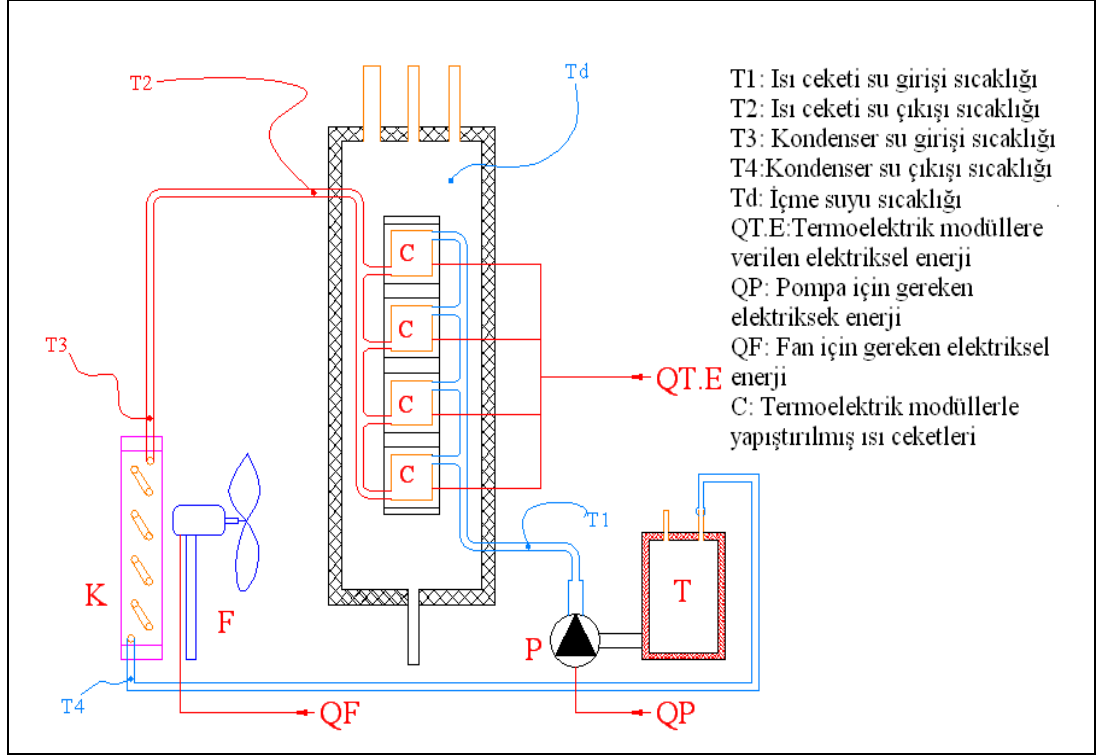 T2
Td
T3
C
C
C
C
QT.E
T1
K
F
P
T
T4
QF
QP
T1: Isı ceketi su girişi sıcaklığı
T2: Isı ceketi su çıkışı sıcaklığı
T3: Kondenser su girişi sıcaklığı
T4:Kondenser su çıkışı sıcaklığı
Td: İçme suyu sıcaklığı
QT.E:Termoelektrik modüllere
verilen elektriksel enerji
QP: Pompa için gereken
elektriksek enerji
QF: Fan için gereken elektriksel
enerji
C: Termoelektrik modüllerle
yapıştırılmış ısı ceketleri